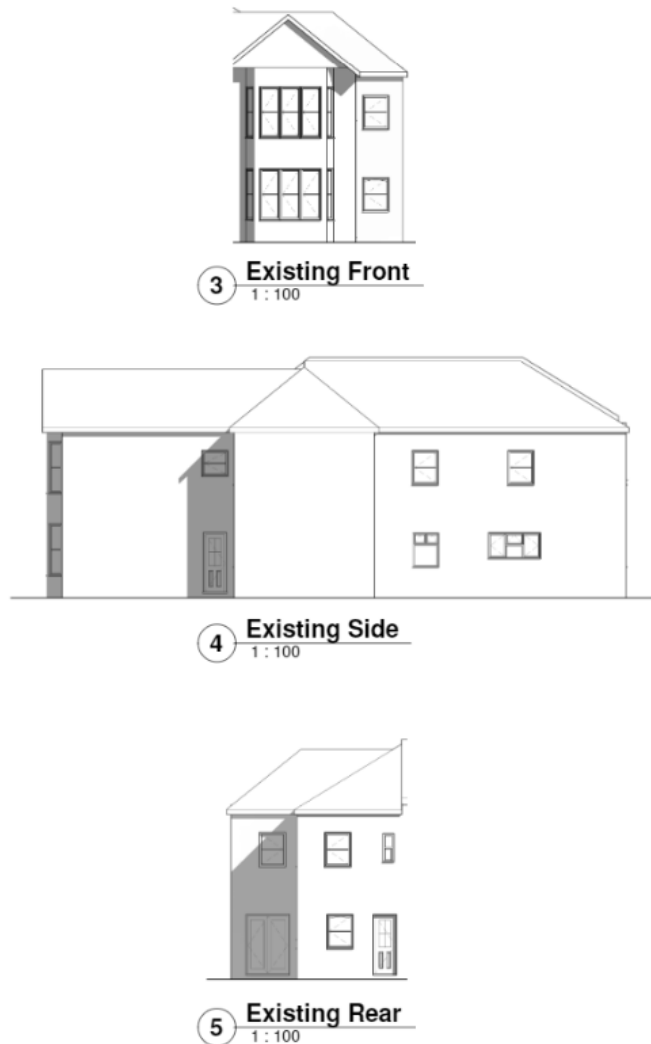 3 Existing Front
1 : 100
4 Existing Side
1 : 100
5 Existing Rear
1 : 100